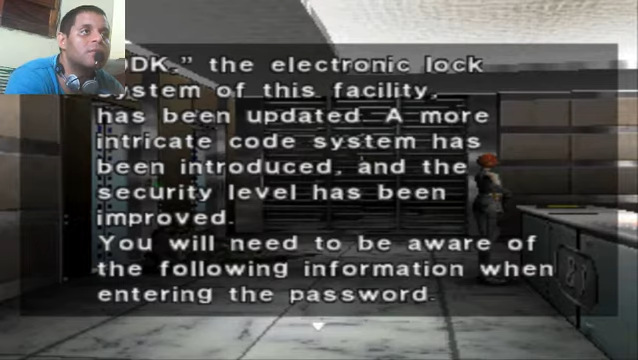 DDK," the electronic lock
system of this facility,
has been updated. A more
intricate code system has
been introduced, and the
security level has been
improved.
You will need to be aware of
the following information when
entering the password.